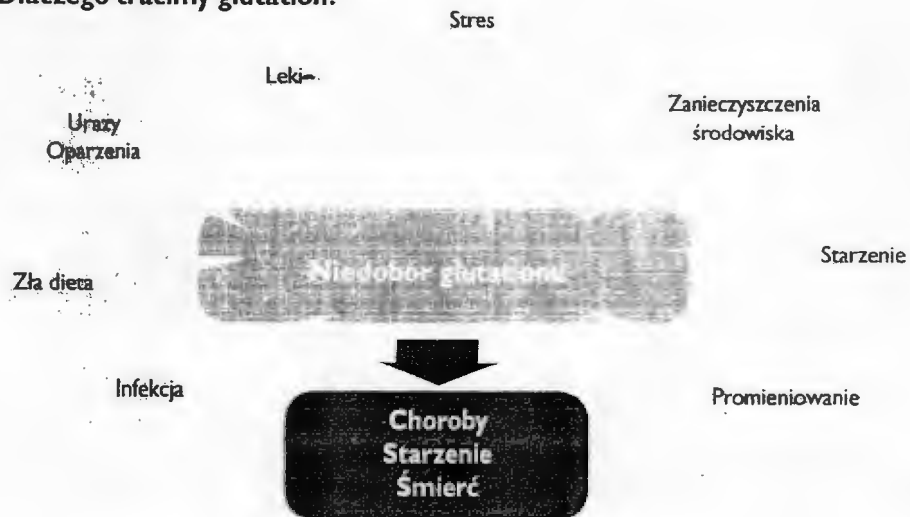 Dlaczego tracimy glutation?
Stres
Leki
Zanieczyszczenia
środowiska
Urazy
Oparzenia
Niedobór glutationu
Starzenie
Zła dieta
Infekcja
Promieniowanie
Choroby
Starzenie
Śmierć